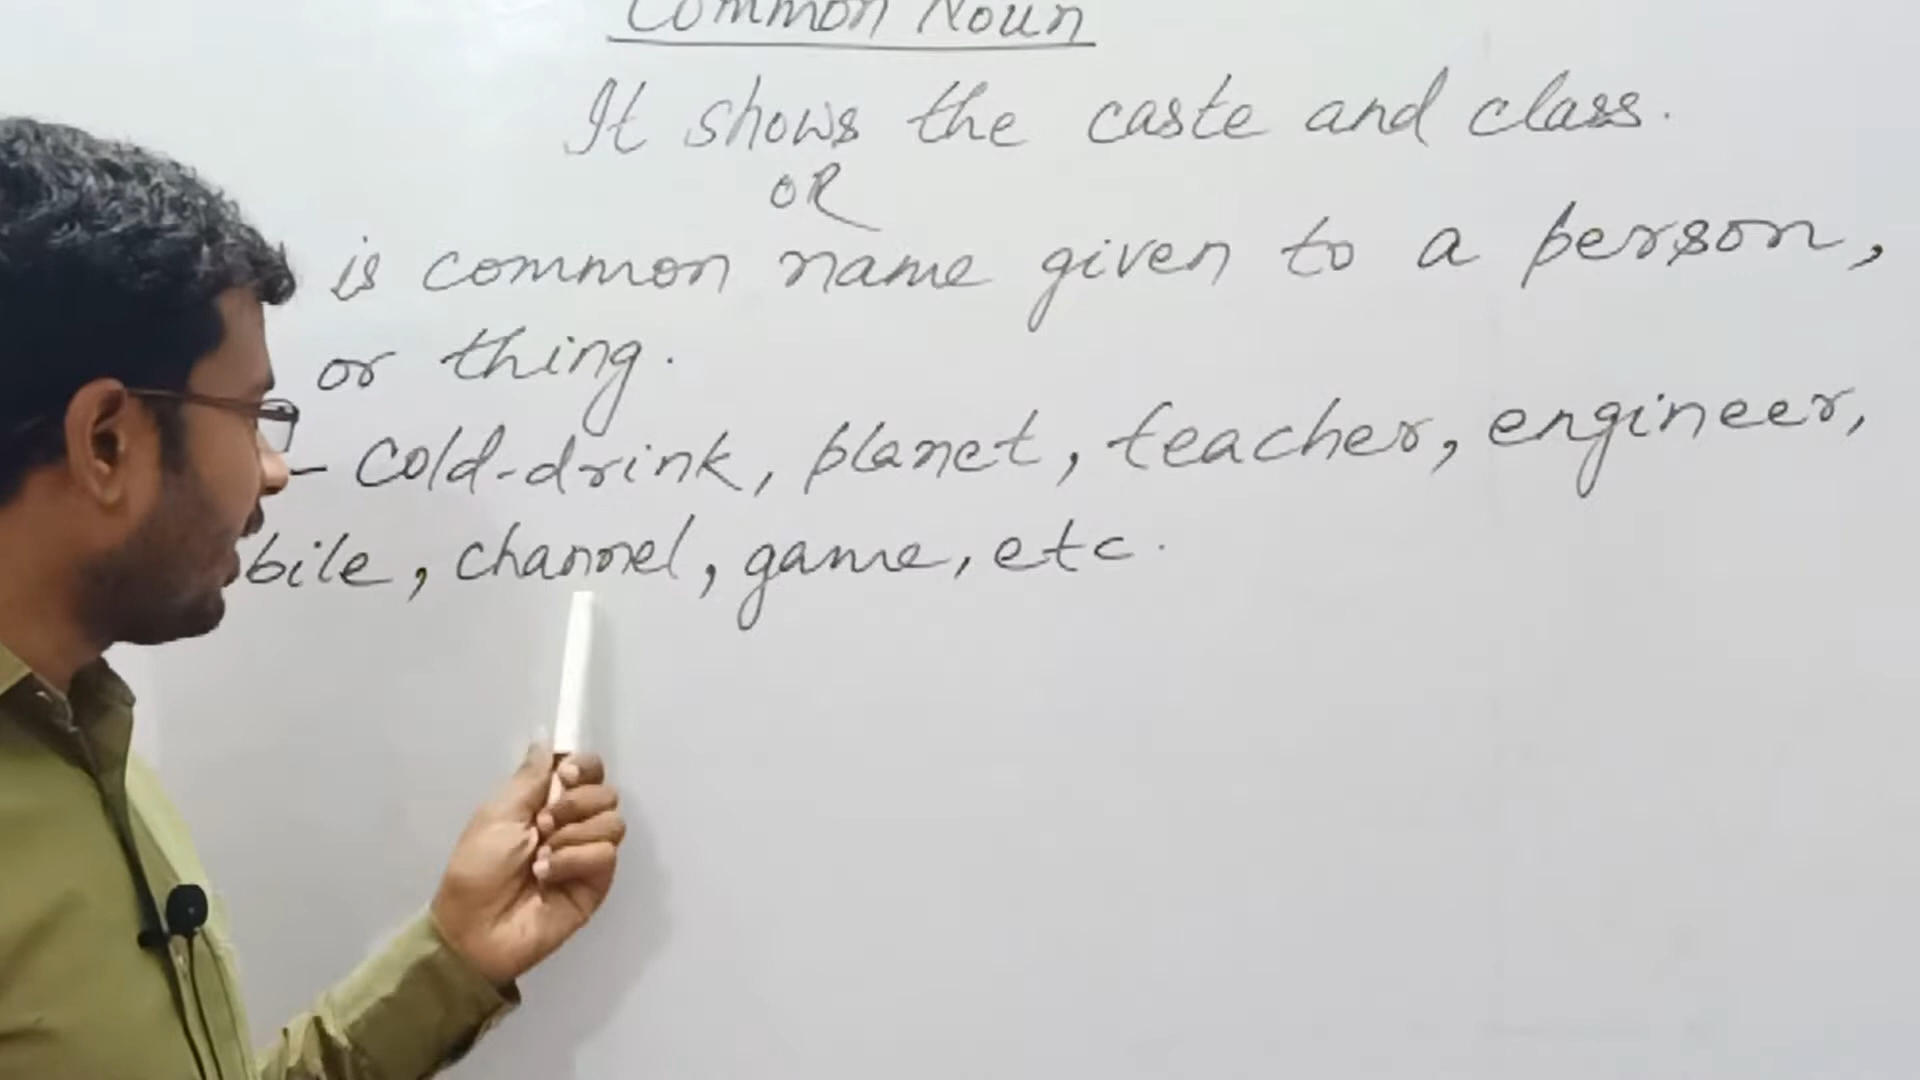 Common Noun
It shows the caste and class.
OR
is common name given to a person,
or thing.
- cold-drink, planet, teacher, engineer,
bile, channel, game, etc.